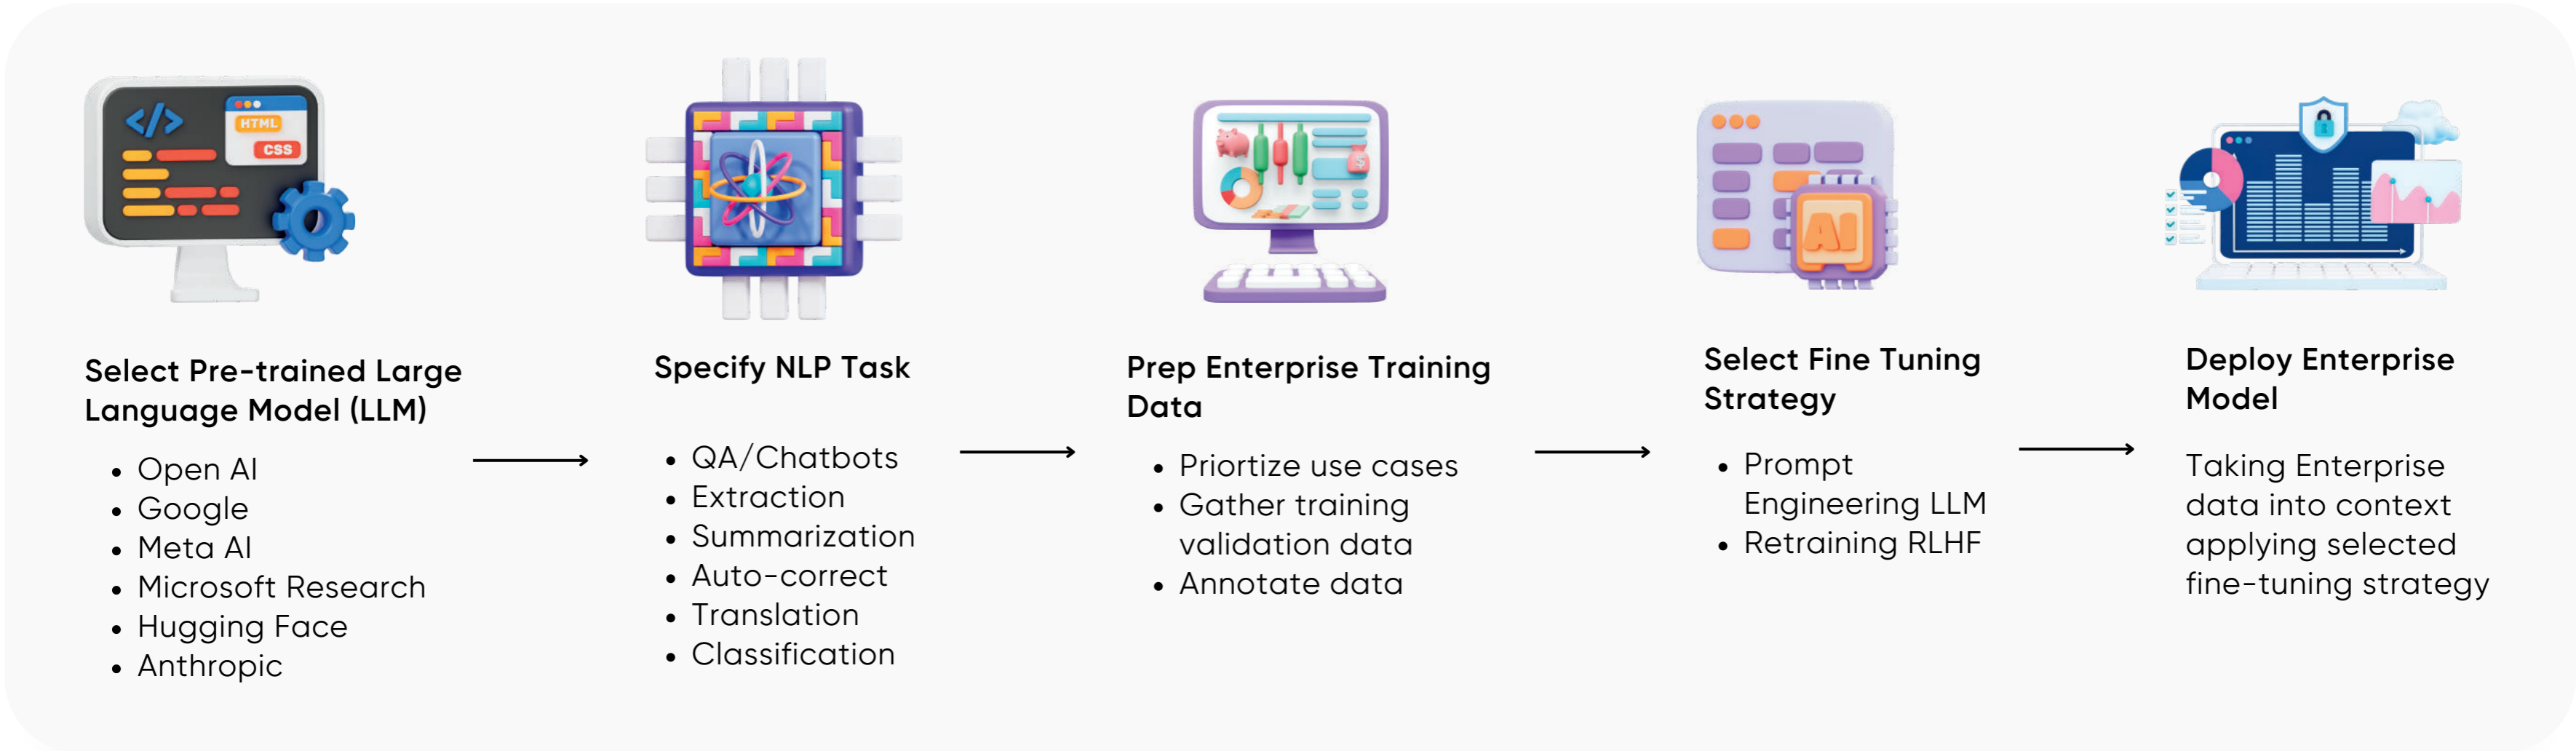 </>
HTML
CSS
Select Pre-trained Large
Language Model (LLM)
• Open AI
• Google
• Meta AI
• Microsoft Research
• Hugging Face
• Anthropic
Specify NLP Task
• QA/Chatbots
• Extraction
• Summarization
• Auto-correct
• Translation
• Classification
$
Prep Enterprise Training
Data
• Priortize use cases
• Gather training
validation data
• Annotate data
AI
Select Fine Tuning
Strategy
• Prompt
Engineering LLM
• Retraining RLHF
Deploy Enterprise
Model
Taking Enterprise
data into context
applying selected
fine-tuning strategy